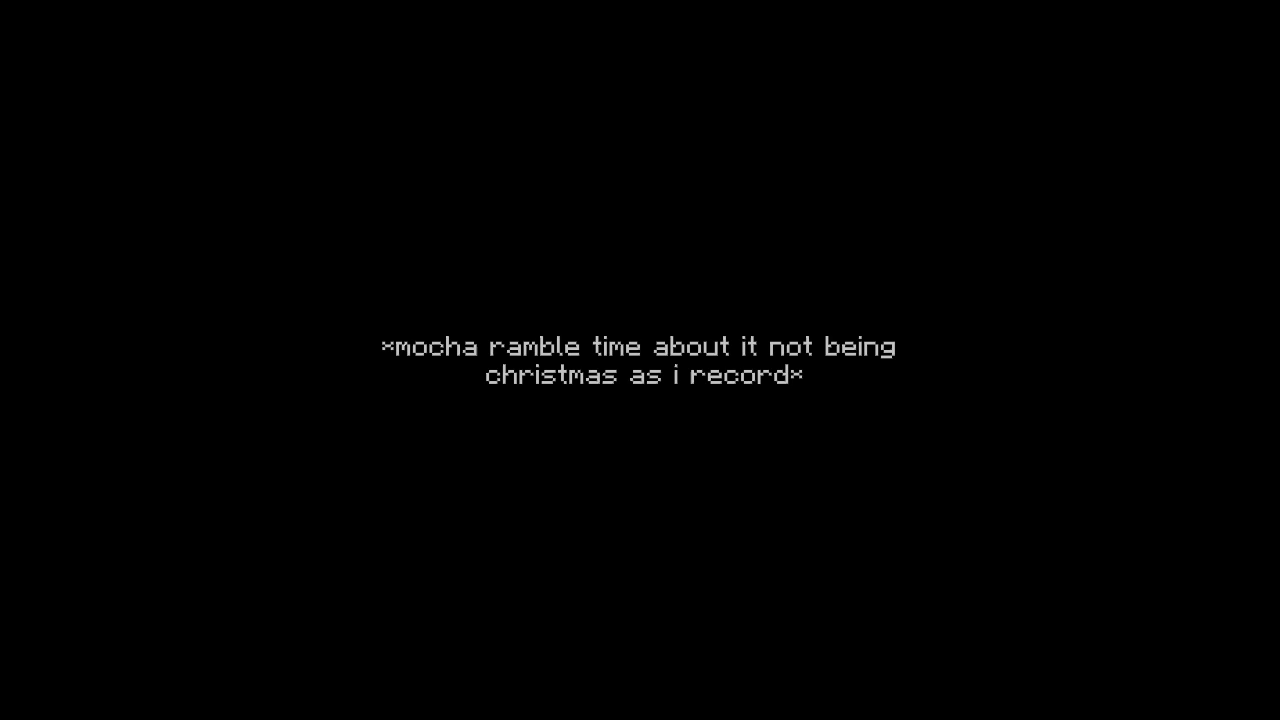 *mocha ramble time about it not being
christmas as i record*